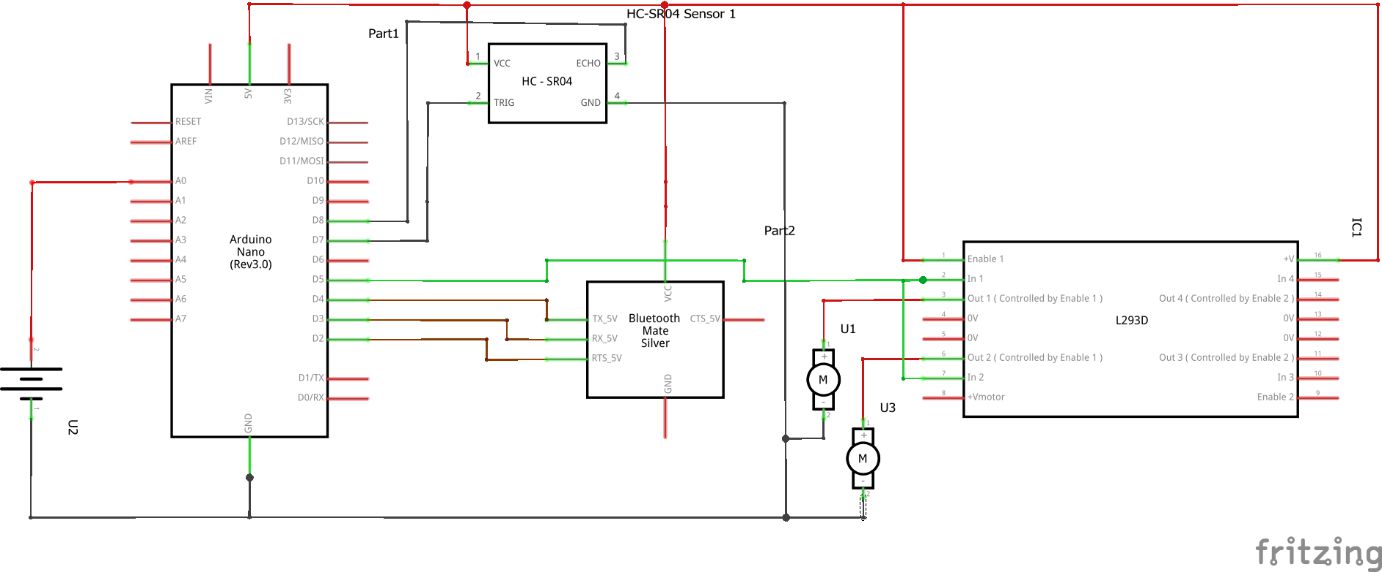 HC-SR04 Sensor 1
Part1
1
VCC
ECHO
3
HC - SR04
2
TRIG
GND
4
VIN
5V
3V3
RESET
AREF
A0
A1
A2
A3
A4
A5
A6
A7
Arduino
Nano
(Rev3.0)
D13/SCK
D12/MISO
D11/MOSI
D10
D9
D8
D7
D6
D5
D4
D3
D2
D1/TX
D0/RX
GND
2
1
U2
Part2
VCC
TX_5V
RX_5V
RTS_5V
Bluetooth
Mate
Silver
CTS_5V
GND
U1
1
+
M
-
2
U3
1
+
M
-
2
IC1
1
Enable 1
2
In 1
3
Out 1 ( Controlled by Enable 1 )
4
0V
5
0V
6
Out 2 ( Controlled by Enable 1 )
7
In 2
8
+Vmotor
L293D
+V
16
In 4
15
Out 4 ( Controlled by Enable 2 )
14
0V
13
0V
12
Out 3 ( Controlled by Enable 2 )
11
In 3
10
Enable 2
9
fritzing